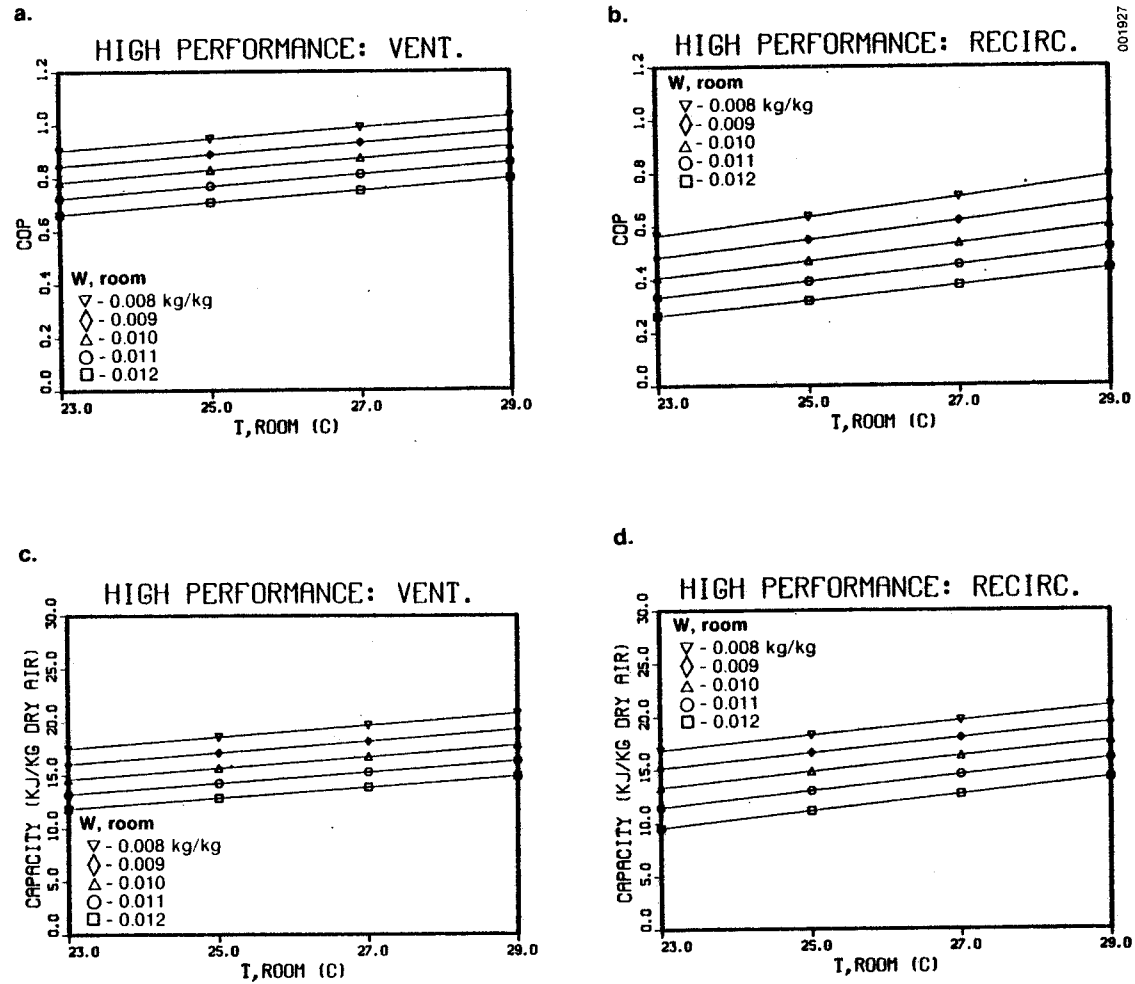 a.
HIGH PERFORMANCE: VENT.
1.2
1.0
0.8
0.6
0.4
0.2
0.0
COP
W, room
▽ - 0.008 kg/kg
◇ - 0.009
△ - 0.010
○ - 0.011
□ - 0.012
23.0 25.0 27.0 29.0
T,ROOM (C)
b.
001927
HIGH PERFORMANCE: RECIRC.
1.2
1.0
0.8
0.6
0.4
0.2
0.0
COP
W, room
▽ - 0.008 kg/kg
◇ - 0.009
△ - 0.010
○ - 0.011
□ - 0.012
23.0 25.0 27.0 29.0
T,ROOM (C)
c.
HIGH PERFORMANCE: VENT.
30.0
25.0
20.0
15.0
10.0
5.0
0.0
CAPACITY (KJ/KG DRY AIR)
W, room
▽ - 0.008 kg/kg
◇ - 0.009
△ - 0.010
○ - 0.011
□ - 0.012
23.0 25.0 27.0 29.0
T,ROOM (C)
d.
HIGH PERFORMANCE: RECIRC.
30.0
25.0
20.0
15.0
10.0
5.0
0.0
CAPACITY (KJ/KG DRY AIR)
W, room
▽ - 0.008 kg/kg
◇ - 0.009
△ - 0.010
○ - 0.011
□ - 0.012
23.0 25.0 27.0 29.0
T,ROOM (C)